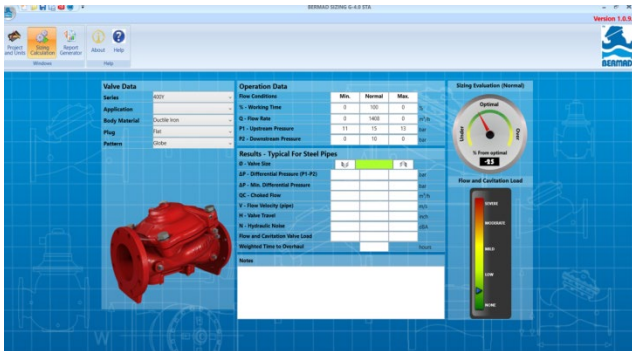 BERMAD SIZING G-4.0 ETA
Version 1.0.9
Project and Units
Sizing Calculation
Report Generator
About
Help
Windows
Help
BERMAD
Valve Data
Series 400Y
Application
Body Material Ductile Iron
Plug Flat
Pattern Globe
Operation Data
Flow Conditions Min. Normal Max.
% - Working Time 0 100 0 %
Q - Flow Rate 0 1400 0 m³/h
P1 - Upstream Pressure 11 15 13 bar
P2 - Downstream Pressure 0 10 0 bar
Results - Typical For Steel Pipes
Ø - Valve Size
ΔP - Differential Pressure (P1-P2) bar
ΔP - Min. Differential Pressure bar
QC - Choked Flow m³/h
V - Flow Velocity (pipe) m/s
H - Valve Travel inch
N - Hydraulic Noise dBA
Flow and Cavitation Valve Load
Weighted Time to Overhaul hours
Notes
Sizing Evaluation (Normal)
Optimal
Under
Over
% From optimal
Flow and Cavitation Load
SEVERE
MODERATE
MILD
LOW
NONE